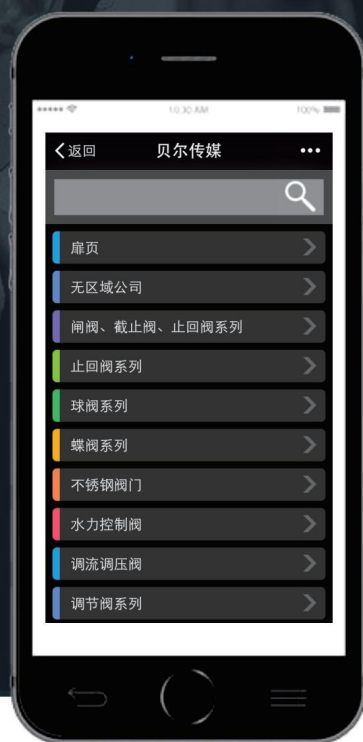 10:30 AM 100%
返回 贝尔传媒
扉页
无区域公司
闸阀、截止阀、止回阀系列
止回阀系列
球阀系列
蝶阀系列
不锈钢阀门
水力控制阀
调流调压阀
调节阀系列